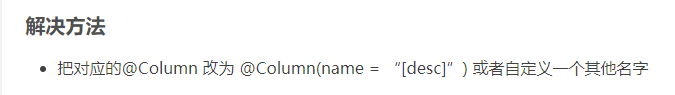 解决方法
• 把对应的@Column 改为 @Column(name = “[desc]”) 或者自定义一个其他名字